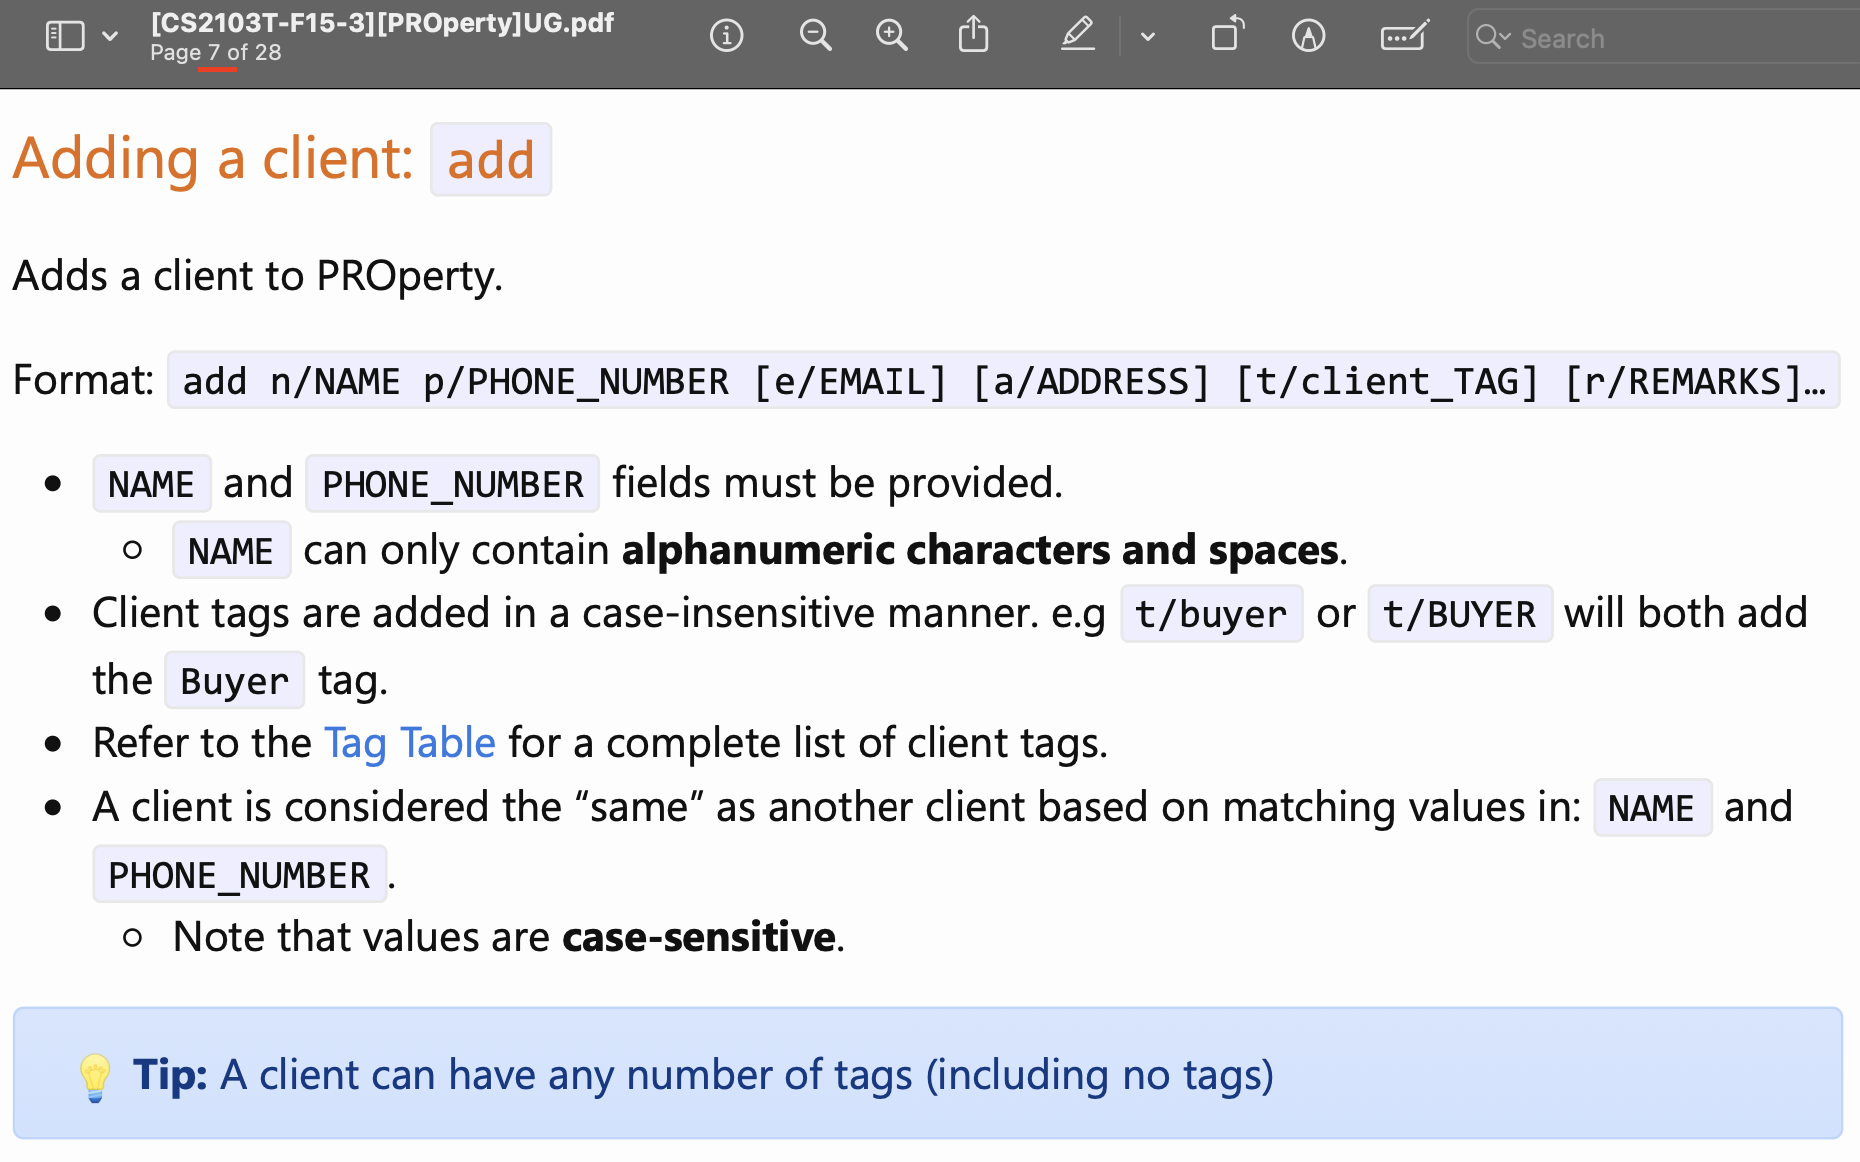 [CS2103T-F15-3][PROperty]UG.pdf
Page 7 of 28
Search
Adding a client: add
Adds a client to PROperty.
Format: add n/NAME p/PHONE_NUMBER [e/EMAIL] [a/ADDRESS] [t/client_TAG] [r/REMARKS]…
• NAME and PHONE_NUMBER fields must be provided.
○ NAME can only contain alphanumeric characters and spaces.
• Client tags are added in a case-insensitive manner. e.g t/buyer or t/BUYER will both add
the Buyer tag.
• Refer to the Tag Table for a complete list of client tags.
• A client is considered the “same” as another client based on matching values in: NAME and
PHONE_NUMBER.
○ Note that values are case-sensitive.
💡 Tip: A client can have any number of tags (including no tags)